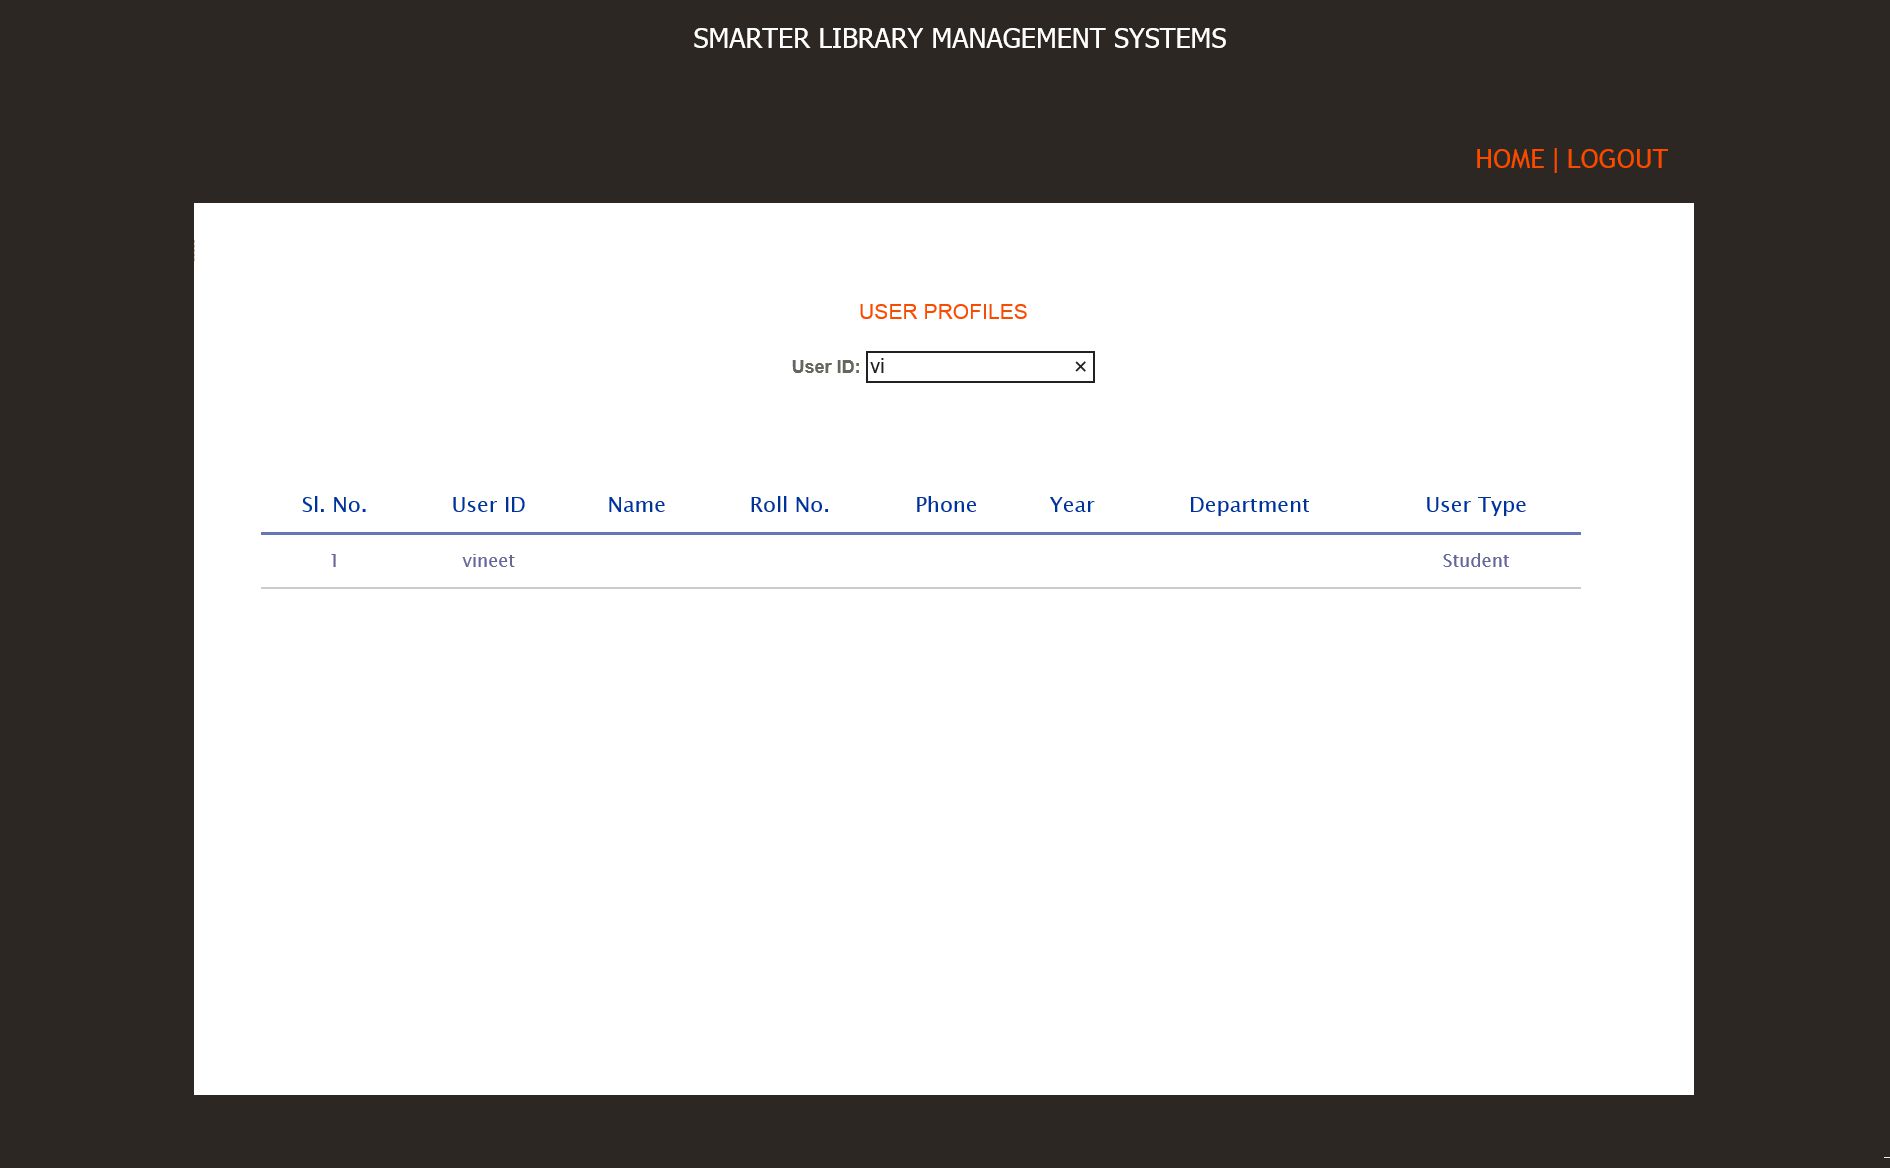 SMARTER LIBRARY MANAGEMENT SYSTEMS
HOME | LOGOUT
USER PROFILES
User ID: vi ×
Sl. No. User ID Name Roll No. Phone Year Department User Type
1 vineet Student